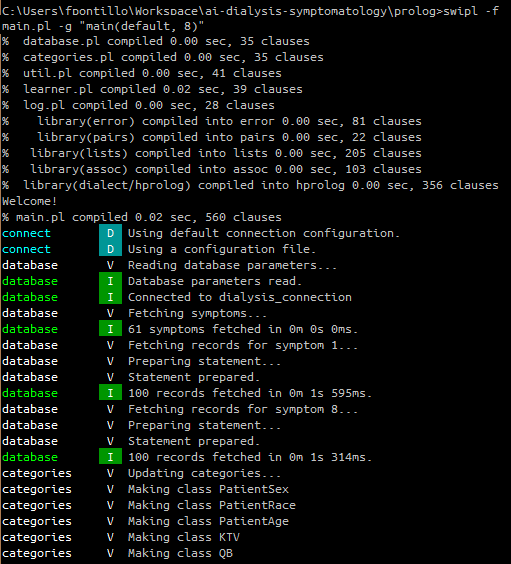 C:\Users\fpontillo\Workspace\ai-dialysis-symptomatology\prolog>swipl -f
main.pl -g "main(default, 8)"
%  database.pl compiled 0.00 sec, 35 clauses
%  categories.pl compiled 0.00 sec, 35 clauses
%  util.pl compiled 0.00 sec, 41 clauses
%  learner.pl compiled 0.02 sec, 39 clauses
%  log.pl compiled 0.00 sec, 28 clauses
%    library(error) compiled into error 0.00 sec, 81 clauses
%    library(pairs) compiled into pairs 0.00 sec, 22 clauses
%   library(lists) compiled into lists 0.00 sec, 205 clauses
%   library(assoc) compiled into assoc 0.00 sec, 103 clauses
%  library(dialect/hprolog) compiled into hprolog 0.00 sec, 356 clauses
Welcome!
% main.pl compiled 0.02 sec, 560 clauses
connect D Using default connection configuration.
connect D Using a configuration file.
database V Reading database parameters...
database I Database parameters read.
database I Connected to dialysis_connection
database V Fetching symptoms...
database I 61 symptoms fetched in 0m 0s 0ms.
database V Fetching records for symptom 1...
database V Preparing statement...
database V Statement prepared.
database I 100 records fetched in 0m 1s 595ms.
database V Fetching records for symptom 8...
database V Preparing statement...
database V Statement prepared.
database I 100 records fetched in 0m 1s 314ms.
categories V Updating categories...
categories V Making class PatientSex
categories V Making class PatientRace
categories V Making class PatientAge
categories V Making class KTV
categories V Making class QB